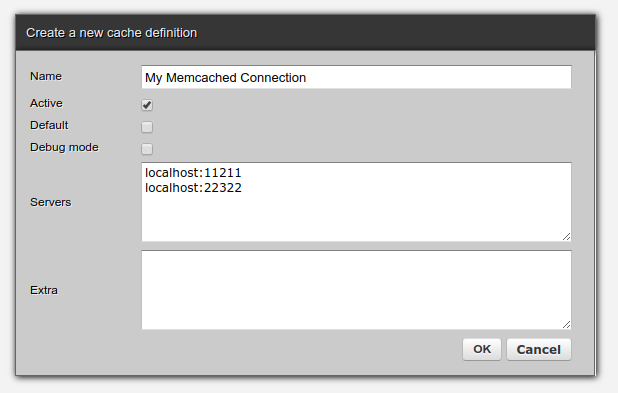 Create a new cache definition
Name
My Memcached Connection
Active
Default
Debug mode
Servers
localhost:11211
localhost:22322
Extra
OK
Cancel